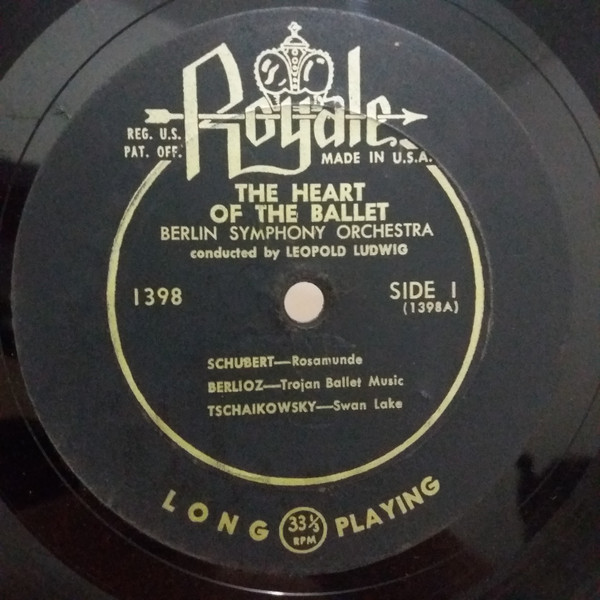 Royale
REG. U.S.
PAT. OFF.
MADE IN U.S.A.
THE HEART
OF THE BALLET
BERLIN SYMPHONY ORCHESTRA
conducted by LEOPOLD LUDWIG
1398
SIDE 1
(1398A)
SCHUBERT—Rosamunde
BERLIOZ—Trojan Ballet Music
TSCHAIKOWSKY—Swan Lake
LONG 33⅓ RPM PLAYING